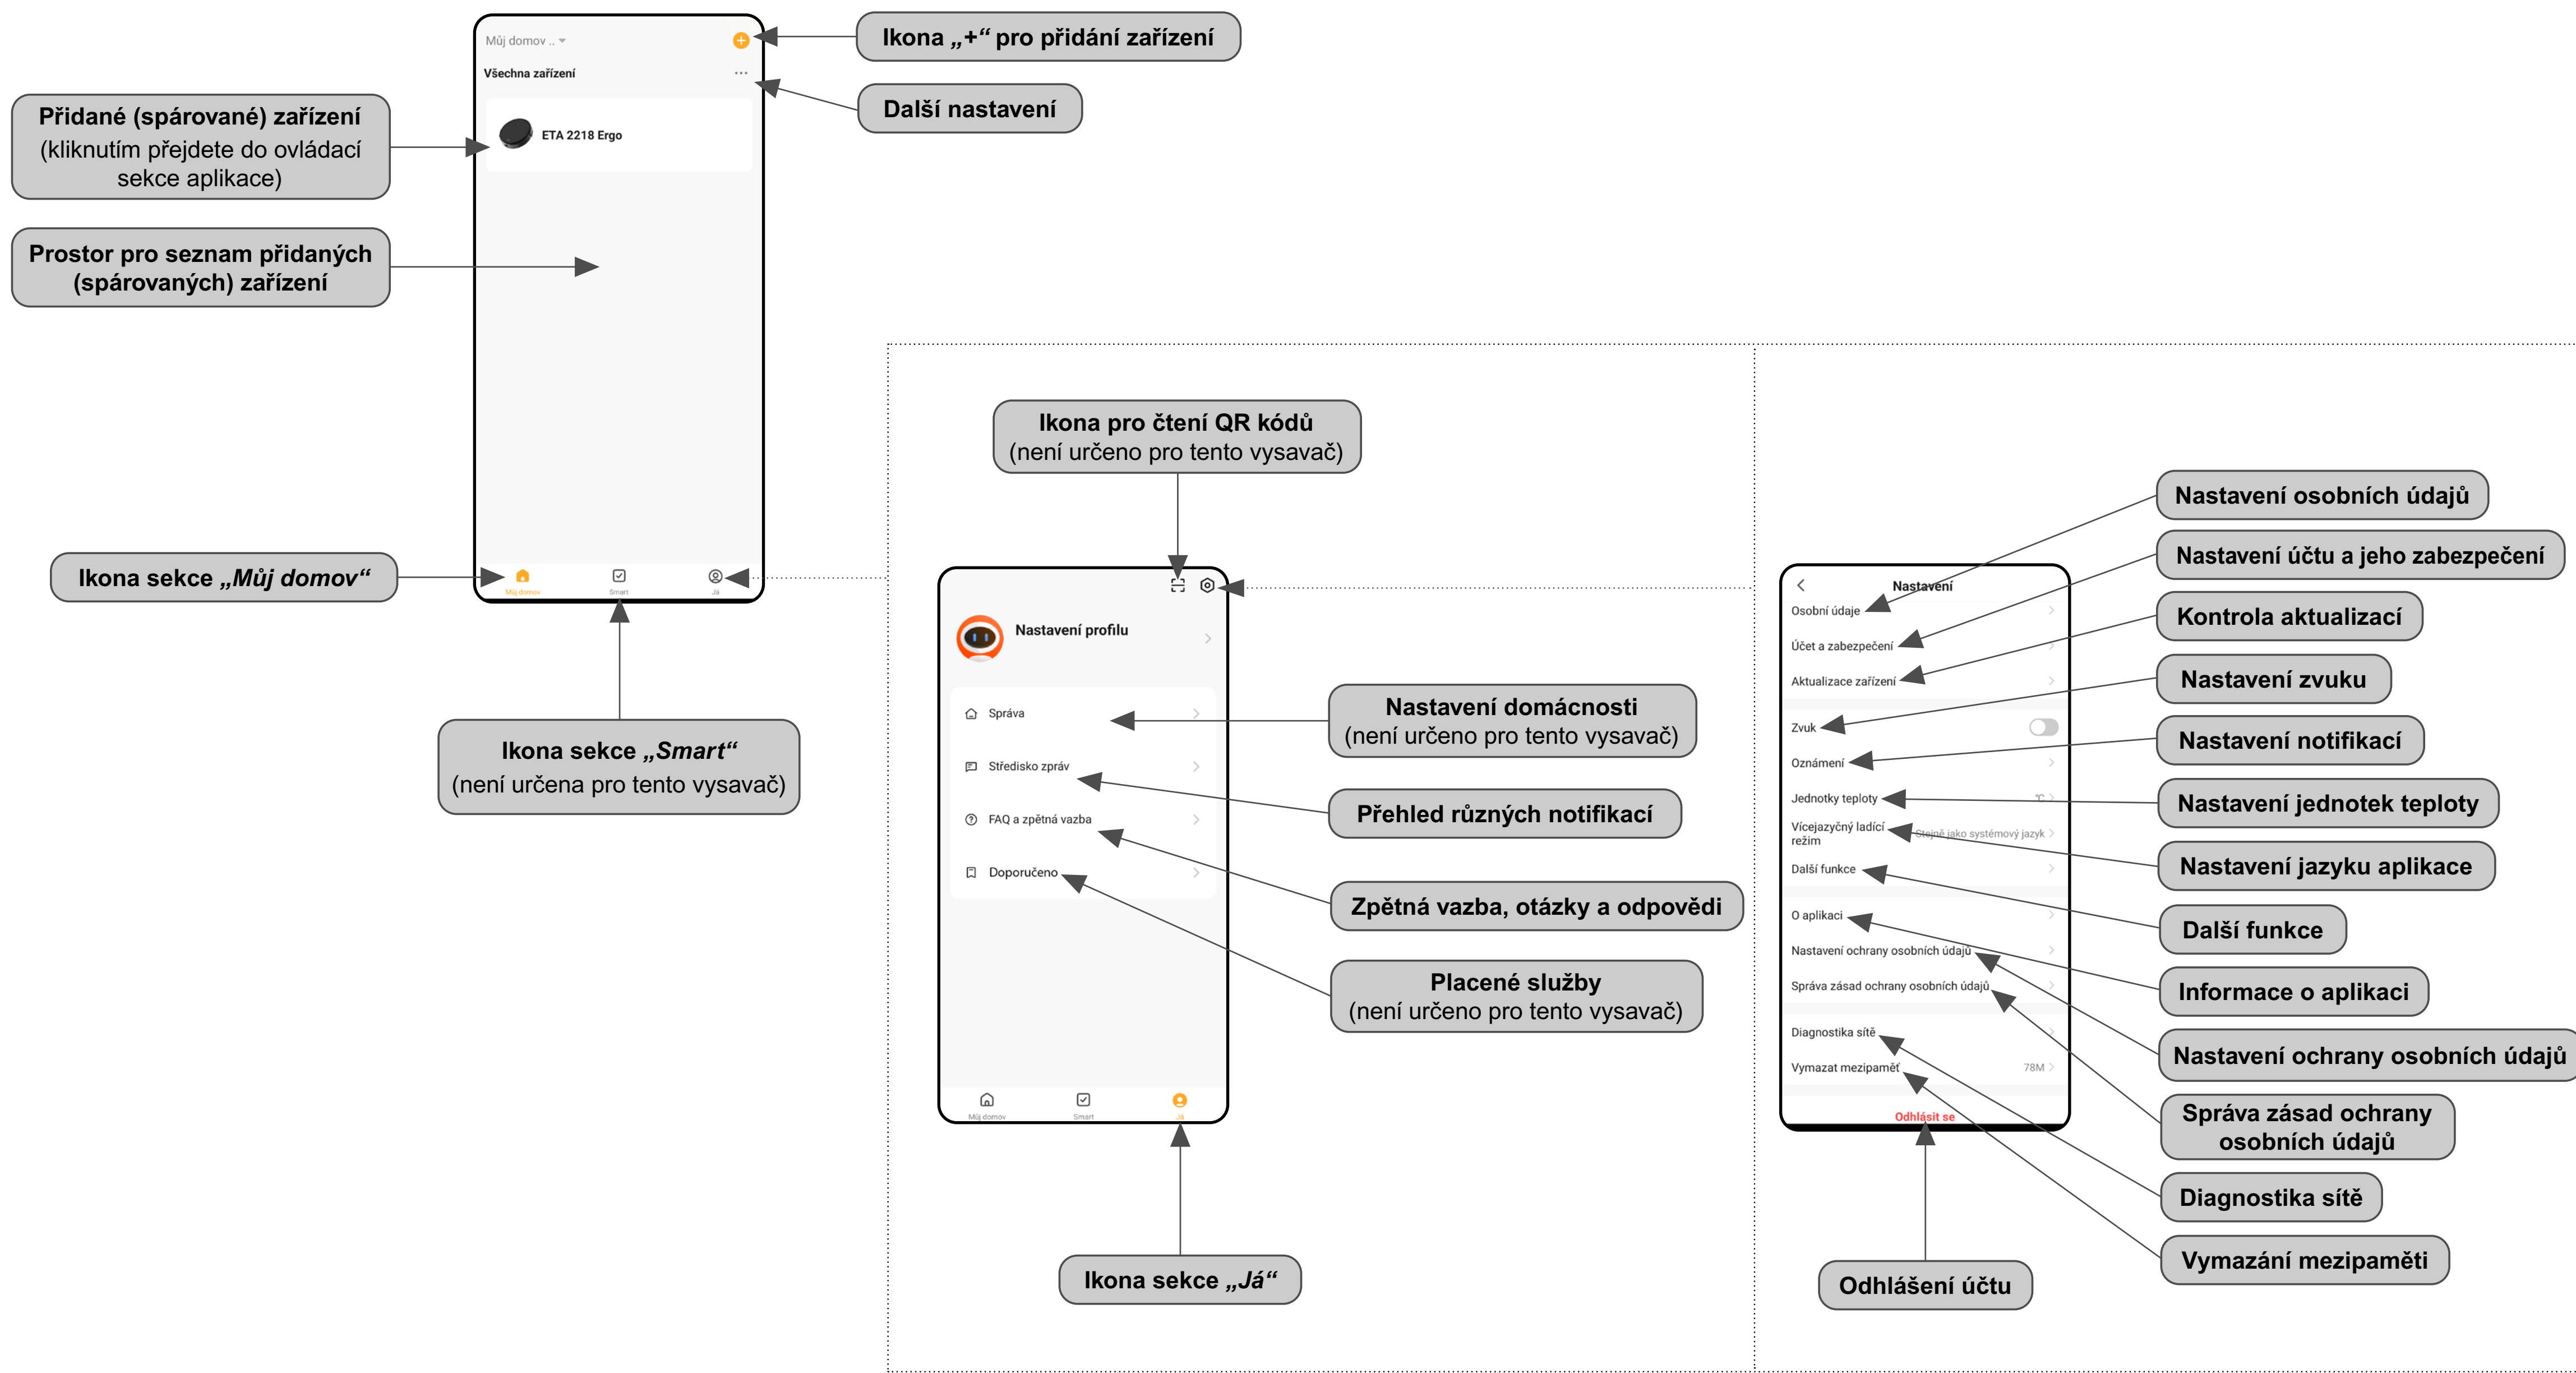 Můj domov ..
Všechna zařízení
ETA 2218 Ergo
Můj domov
Smart
Já
Ikona „+“ pro přidání zařízení
Další nastavení
Přidané (spárované) zařízení
(kliknutím přejdete do ovládací
sekce aplikace)
Prostor pro seznam přidaných
(spárovaných) zařízení
Ikona sekce „Můj domov“
Ikona sekce „Smart“
(není určena pro tento vysavač)
Ikona pro čtení QR kódů
(není určeno pro tento vysavač)
Nastavení profilu
Správa
Středisko zpráv
FAQ a zpětná vazba
Doporučeno
Můj domov
Smart
Já
Nastavení domácnosti
(není určeno pro tento vysavač)
Přehled různých notifikací
Zpětná vazba, otázky a odpovědi
Placené služby
(není určeno pro tento vysavač)
Ikona sekce „Já“
Nastavení
Osobní údaje
Účet a zabezpečení
Aktualizace zařízení
Zvuk
Oznámení
Jednotky teploty
°C
Vícejazyčný ladící
režim
Stejně jako systémový jazyk
Další funkce
O aplikaci
Nastavení ochrany osobních údajů
Správa zásad ochrany osobních údajů
Diagnostika sítě
Vymazat mezipaměť
78M
Odhlásit se
Nastavení osobních údajů
Nastavení účtu a jeho zabezpečení
Kontrola aktualizací
Nastavení zvuku
Nastavení notifikací
Nastavení jednotek teploty
Nastavení jazyku aplikace
Další funkce
Informace o aplikaci
Nastavení ochrany osobních údajů
Správa zásad ochrany
osobních údajů
Diagnostika sítě
Vymazání mezipaměti
Odhlášení účtu